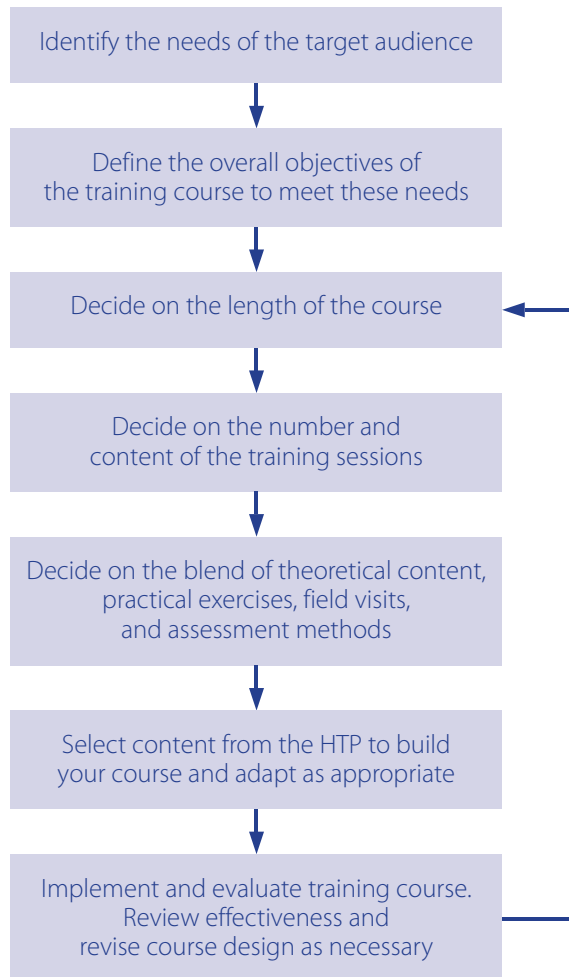 Identify the needs of the target audience
Define the overall objectives of
the training course to meet these needs
Decide on the length of the course
Decide on the number and
content of the training sessions
Decide on the blend of theoretical content,
practical exercises, field visits,
and assessment methods
Select content from the HTP to build
your course and adapt as appropriate
Implement and evaluate training course.
Review effectiveness and
revise course design as necessary